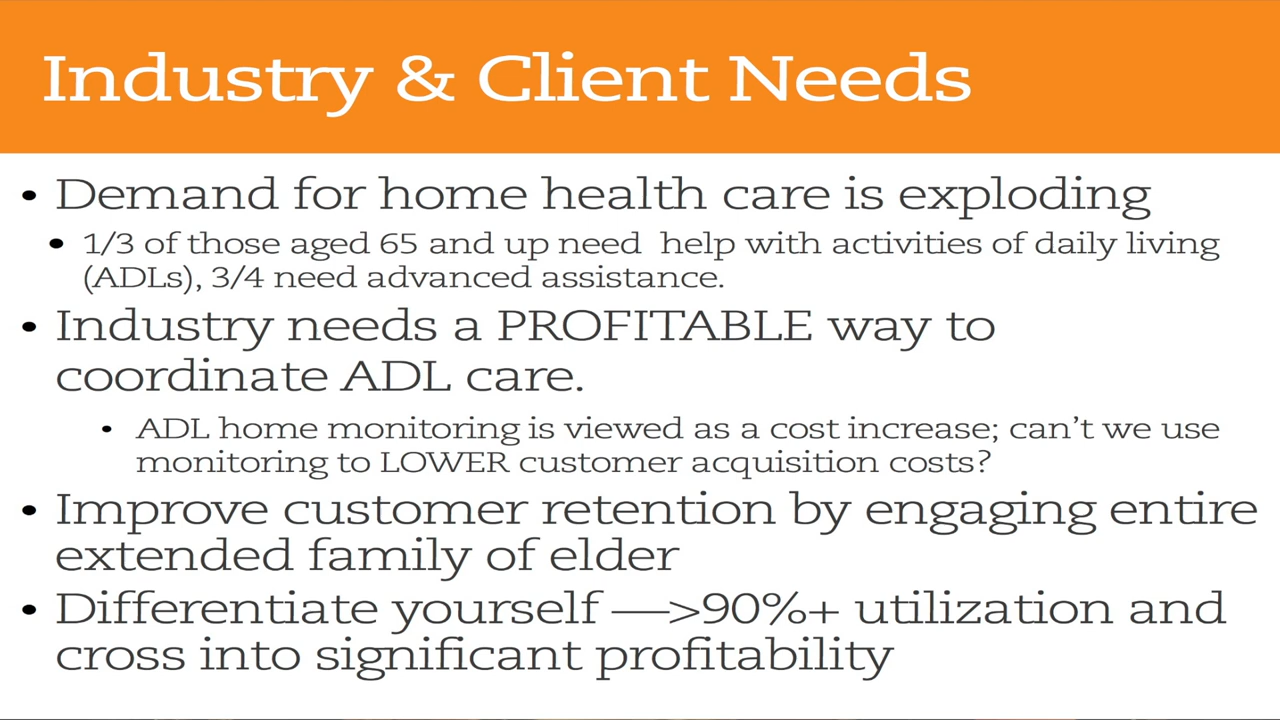 Industry & Client Needs
• Demand for home health care is exploding
• 1/3 of those aged 65 and up need help with activities of daily living
(ADLs), 3/4 need advanced assistance.
• Industry needs a PROFITABLE way to
coordinate ADL care.
• ADL home monitoring is viewed as a cost increase; can't we use
monitoring to LOWER customer acquisition costs?
• Improve customer retention by engaging entire
extended family of elder
• Differentiate yourself —>90%+ utilization and
cross into significant profitability